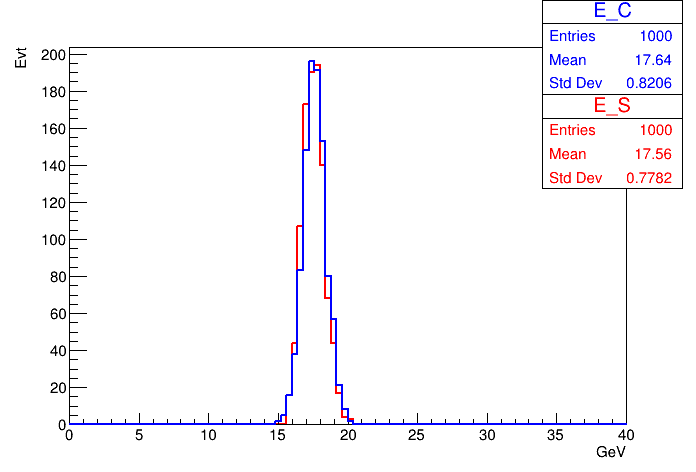 E_C
Entries 1000
Mean 17.64
Std Dev 0.8206
E_S
Entries 1000
Mean 17.56
Std Dev 0.7782
Evt
200
180
160
140
120
100
80
60
40
20
0
0 5 10 15 20 25 30 35 40
GeV